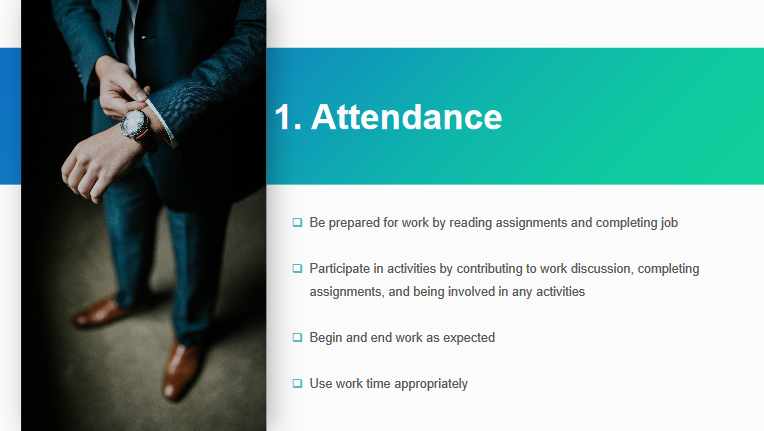 1. Attendance
❑ Be prepared for work by reading assignments and completing job
❑ Participate in activities by contributing to work discussion, completing
assignments, and being involved in any activities
❑ Begin and end work as expected
❑ Use work time appropriately